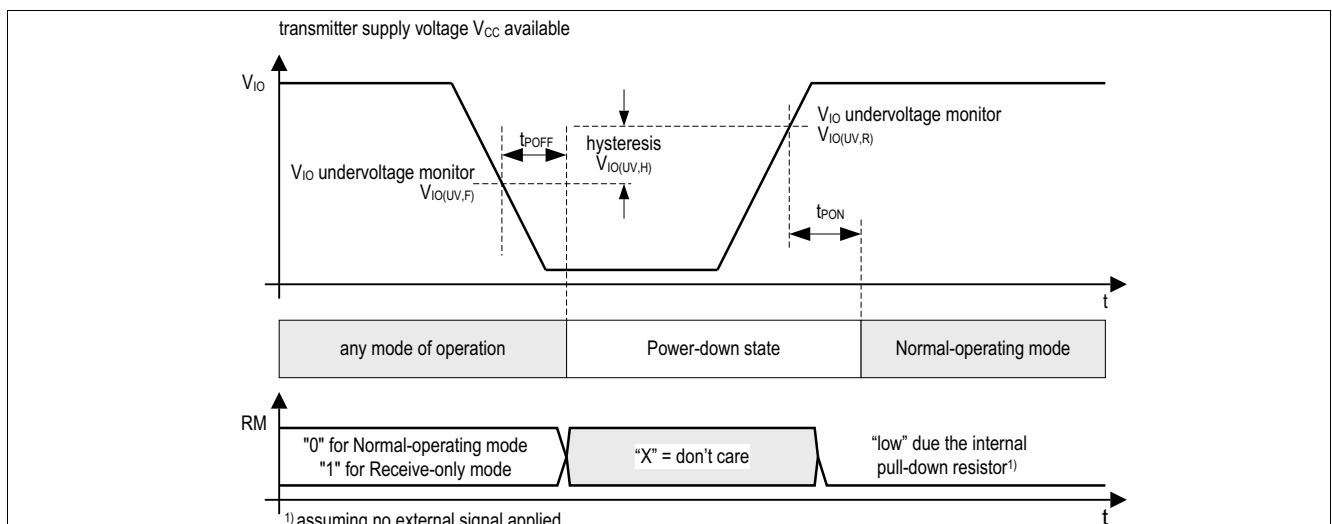 transmitter supply voltage VCC available
VIO
tPOFF
hysteresis
VIO(UV,H)
VIO undervoltage monitor
VIO(UV,R)
VIO undervoltage monitor
VIO(UV,F)
tPON
t
any mode of operation
Power-down state
Normal-operating mode
RM
"0" for Normal-operating mode
"1" for Receive-only mode
“X” = don’t care
“low” due the internal
pull-down resistor1)
1) assuming no external signal applied
t